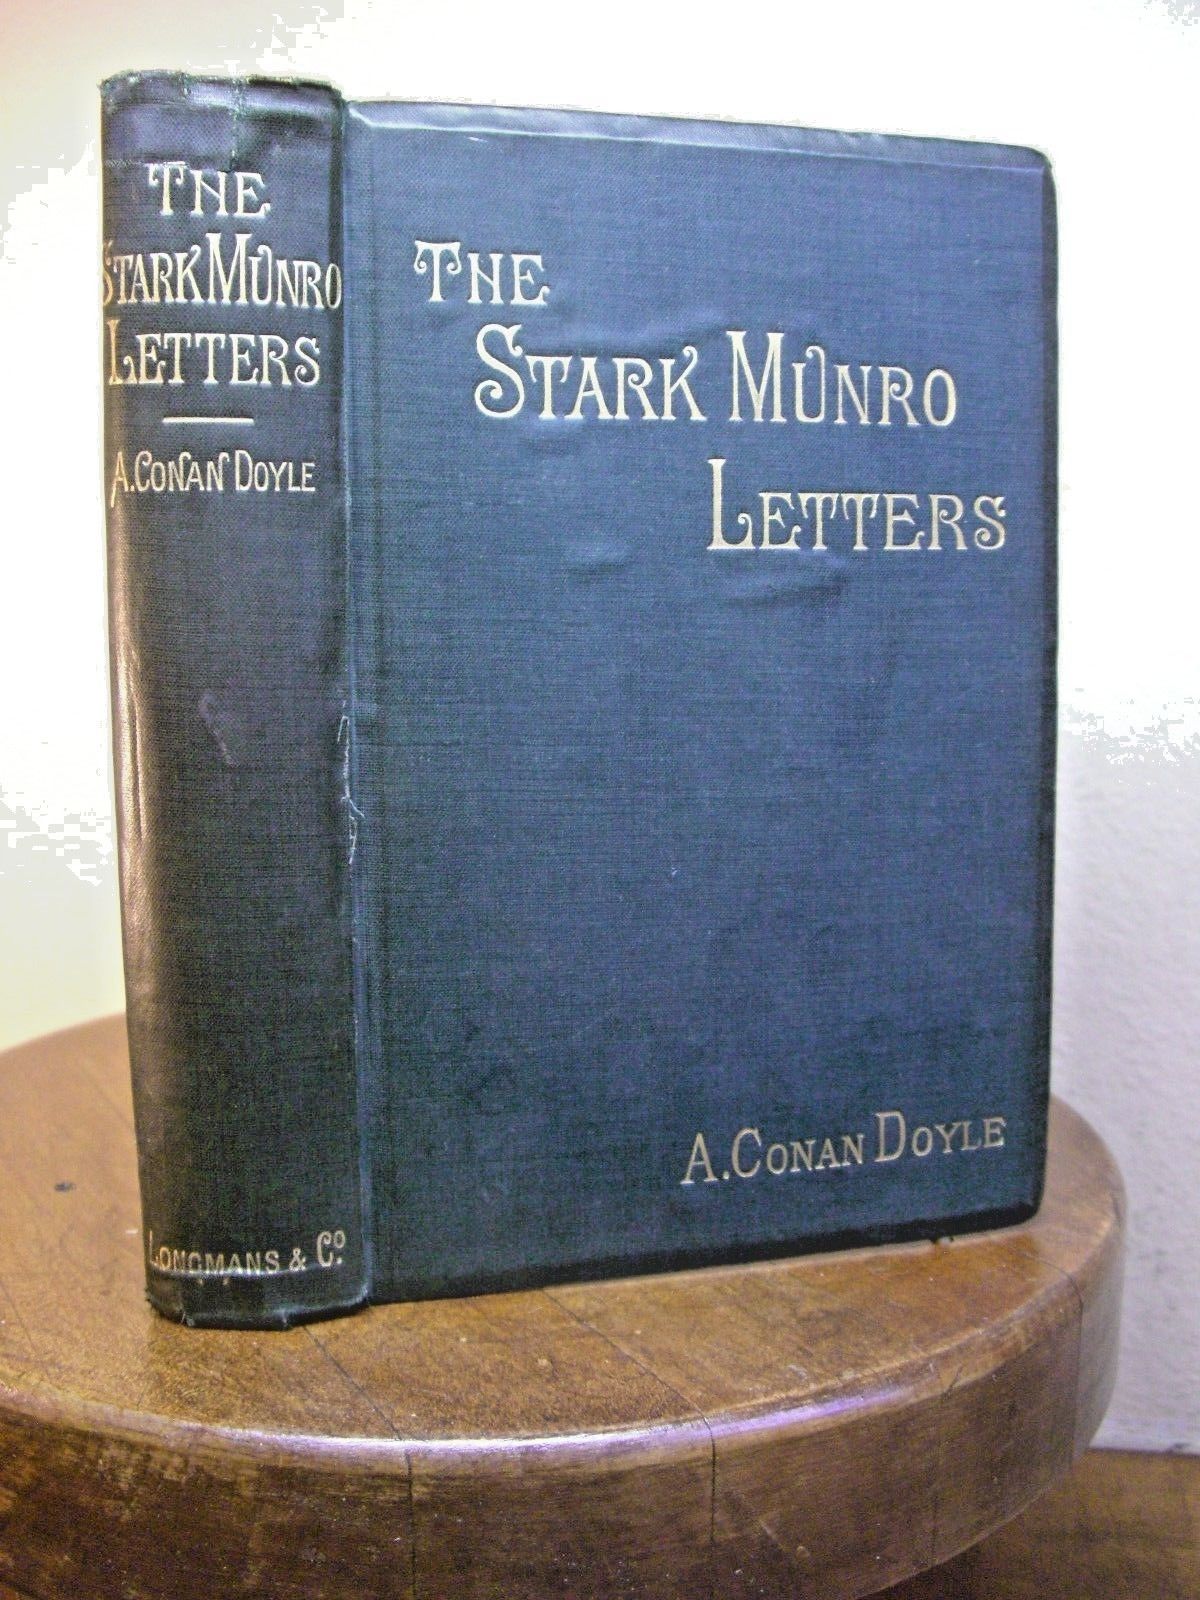 THE
STARK MUNRO
LETTERS
A. CONAN DOYLE
LONGMANS & Co.
THE
STARK MUNRO
LETTERS
A. CONAN DOYLE